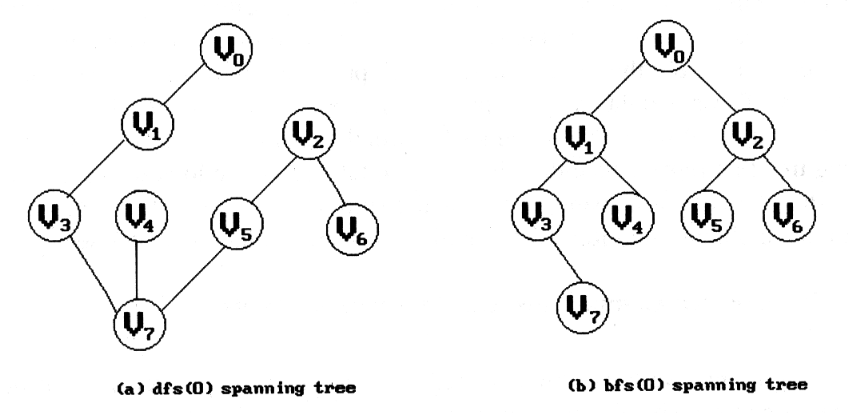 V0
V0
V1
V2
V1
V2
V3
V4
V5
V6
V3
V4
V5
V6
V7
V7
(a) dfs(0) spanning tree
(b) bfs(0) spanning tree